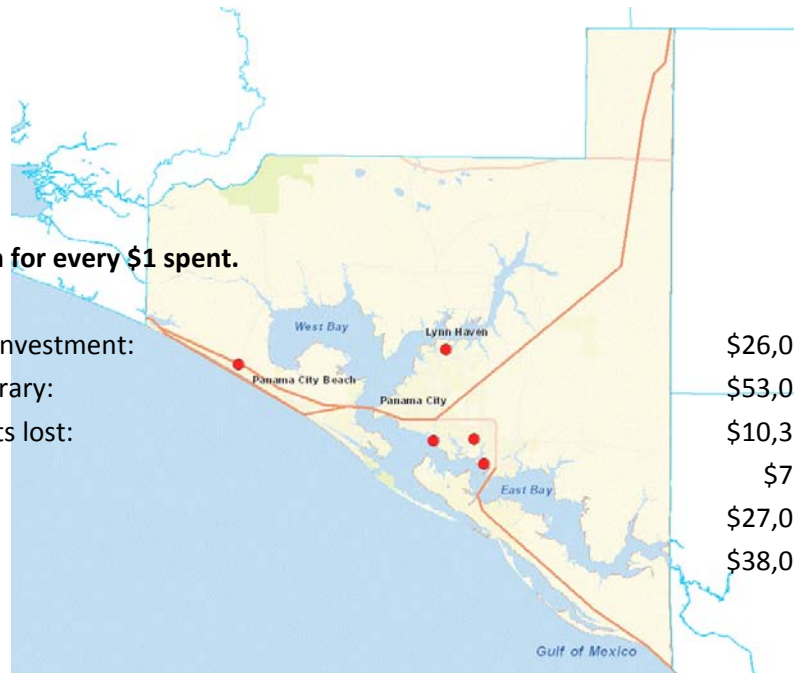 for every $1 spent.
West Bay
Lynn Haven
nvestment: $26,0
Panama City Beach
rary: $53,0
Panama City
ts lost: $10,3
$7
East Bay
$27,0
$38,0
Gulf of Mexico